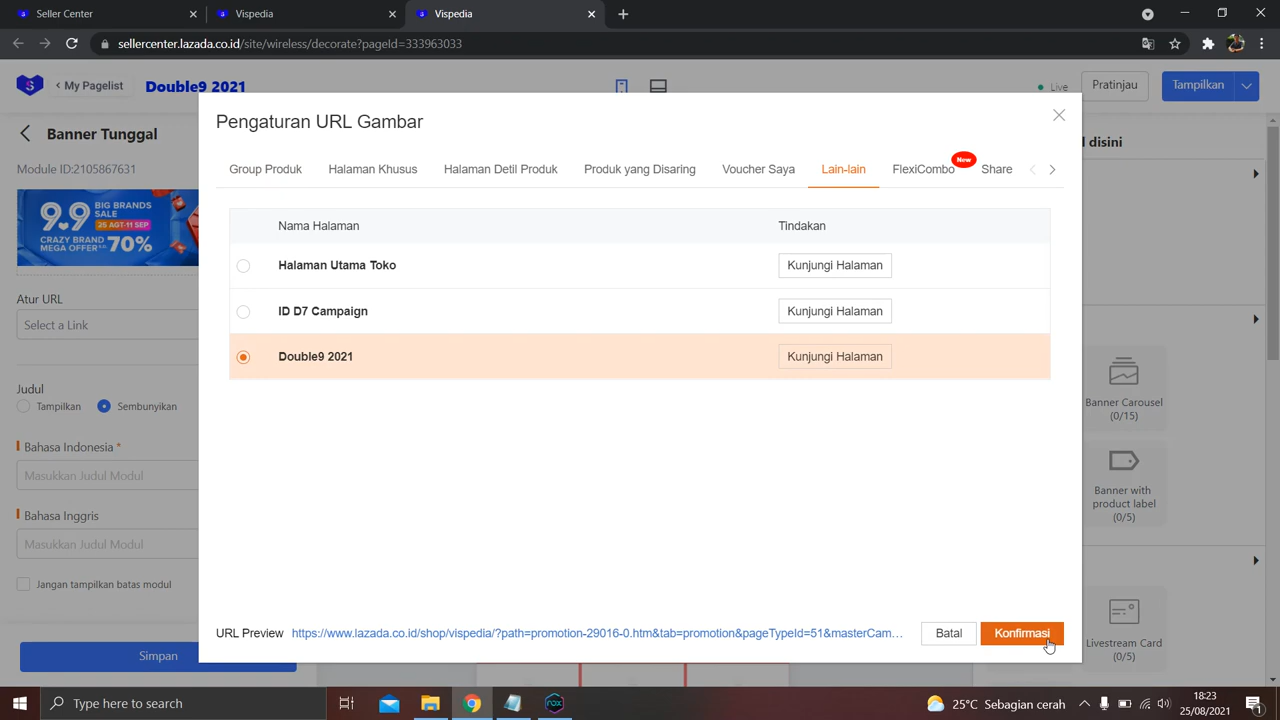 Seller Center
Vispedia
Vispedia
sellercenter.lazada.co.id/site/wireless/decorate?pageId=333963033
My Pagelist
Double9 2021
Live
Pratinjau
Tampilkan
Banner Tunggal
Module ID:2105867631
9.9 BIG BRANDS SALE
25 AGT-11 SEP
CRAZY BRAND MEGA OFFER 70%
Atur URL
Select a Link
Judul
Tampilkan
Sembunyikan
Bahasa Indonesia *
Masukkan Judul Modul
Bahasa Inggris
Masukkan Judul Modul
Jangan tampilkan batas modul
Simpan
Pengaturan URL Gambar
Group Produk
Halaman Khusus
Halaman Detil Produk
Produk yang Disaring
Voucher Saya
Lain-lain
FlexiCombo
New
Share
Nama Halaman
Tindakan
Halaman Utama Toko
Kunjungi Halaman
ID D7 Campaign
Kunjungi Halaman
Double9 2021
Kunjungi Halaman
URL Preview
https://www.lazada.co.id/shop/vispedia/?path=promotion-29016-0.htm&tab=promotion&pageTypeId=51&masterCam...
Batal
Konfirmasi
disini
Banner Carousel
(0/15)
Banner with
product label
(0/5)
Livestream Card
(0/5)
Type here to search
nox
25°C Sebagian cerah
18:23
25/08/2021
1